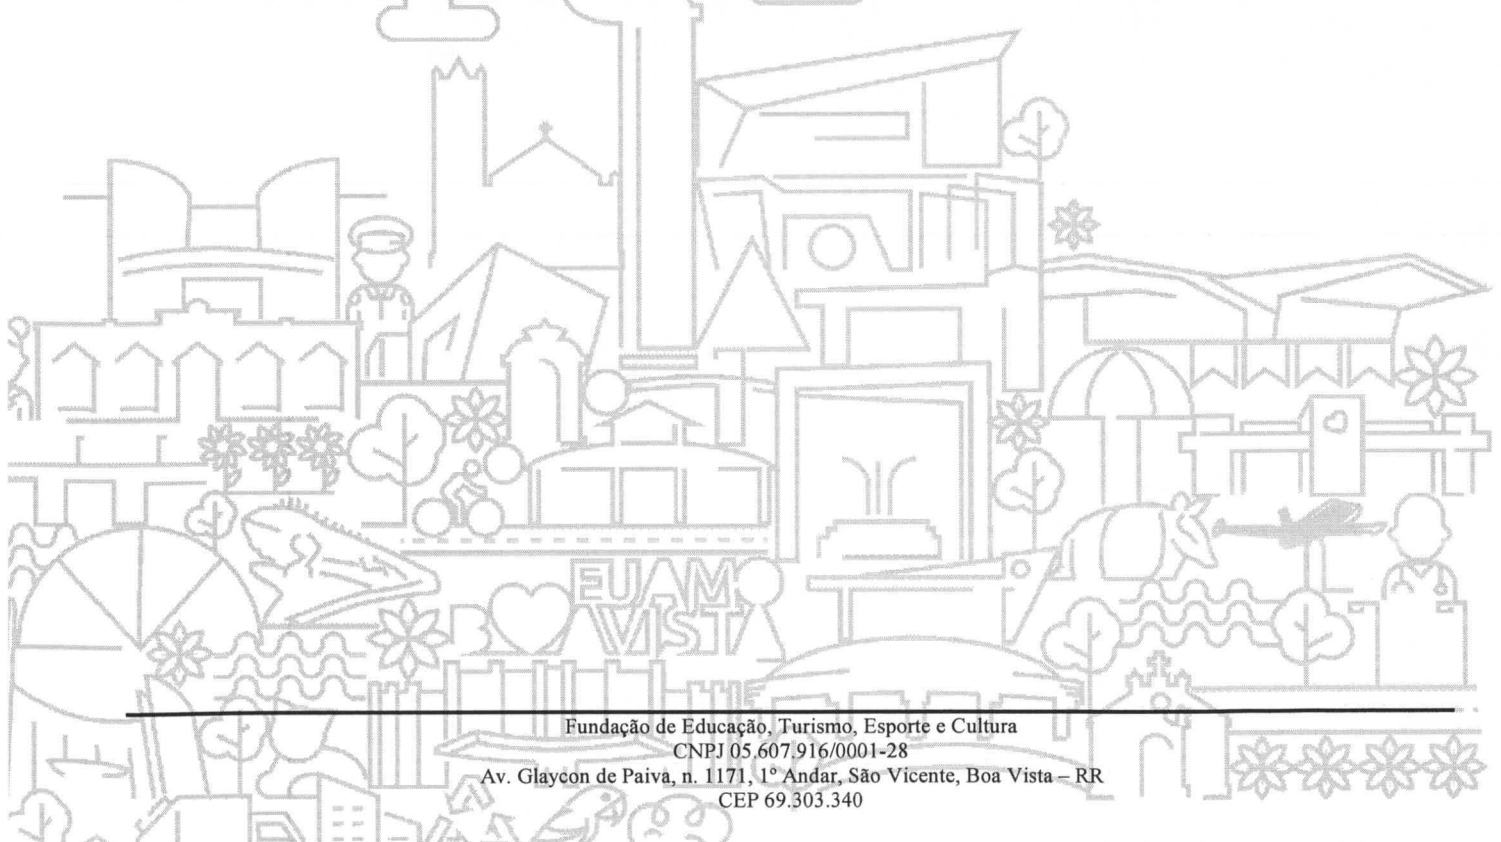 EU AMO
BOA VISTA
Fundação de Educação, Turismo, Esporte e Cultura
CNPJ 05.607.916/0001-28
Av. Glaycon de Paiva, n. 1171, 1º Andar, São Vicente, Boa Vista – RR
CEP 69.303.340